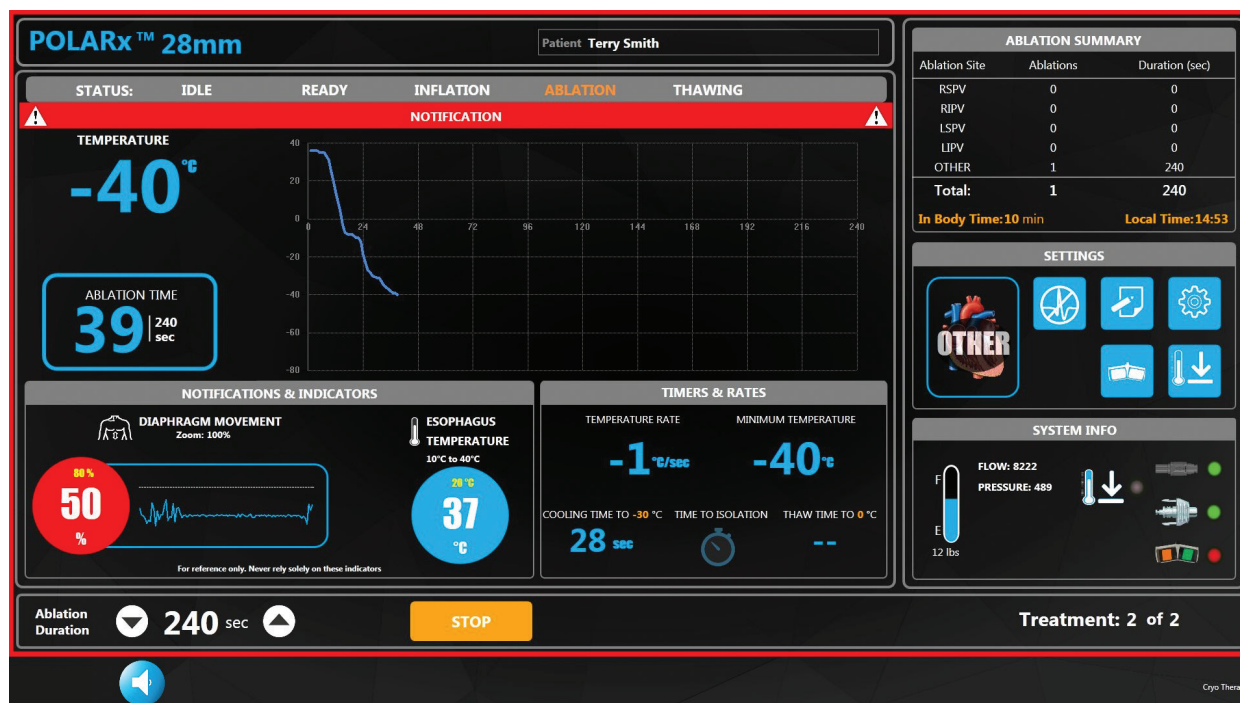 POLARx™ 28mm
Patient Terry Smith
STATUS: IDLE READY INFLATION ABLATION THAWING
NOTIFICATION
TEMPERATURE
-40 °C
ABLATION TIME
39 240 sec
40
20
0
-20
-40
-60
-80
0 24 48 72 96 120 144 168 192 216 240
NOTIFICATIONS & INDICATORS
DIAPHRAGM MOVEMENT
Zoom: 100%
80 %
50
%
ESOPHAGUS
TEMPERATURE
10°C to 40°C
20 °C
37
°C
For reference only. Never rely solely on these indicators
TIMERS & RATES
TEMPERATURE RATE MINIMUM TEMPERATURE
-1 °C/sec -40 °C
COOLING TIME TO -30 °C TIME TO ISOLATION THAW TIME TO 0 °C
28 sec --
Ablation
Duration
240 sec
STOP
Treatment: 2 of 2
ABLATION SUMMARY
Ablation Site Ablations Duration (sec)
RSPV 0 0
RIPV 0 0
LSPV 0 0
LIPV 0 0
OTHER 1 240
Total: 1 240
In Body Time: 10 min Local Time: 14:53
SETTINGS
OTHER
SYSTEM INFO
F
E
12 lbs
FLOW: 8222
PRESSURE: 489
Cryo Thera